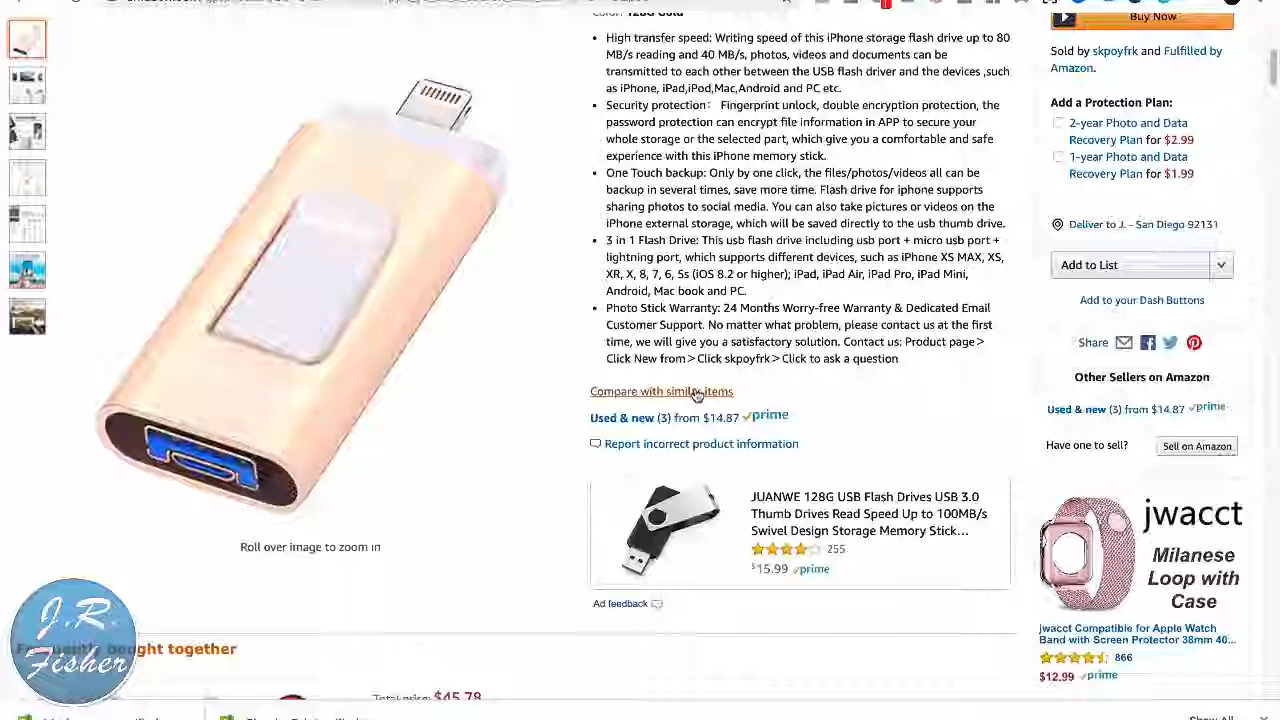 Color: 128G Gold
High transfer speed: Writing speed of this iPhone storage flash drive up to 80
MB/s reading and 40 MB/s, photos, videos and documents can be
transmitted to each other between the USB flash driver and the devices ,such
as iPhone, iPad,iPod,Mac,Android and PC etc.
Security protection： Fingerprint unlock, double encryption protection, the
password protection can encrypt file information in APP to secure your
whole storage or the selected part, which give you a comfortable and safe
experience with this iPhone memory stick.
One Touch backup: Only by one click, the files/photos/videos all can be
backup in several times, save more time. Flash drive for iphone supports
sharing photos to social media. You can also take pictures or videos on the
iPhone external storage, which will be saved directly to the usb thumb drive.
3 in 1 Flash Drive: This usb flash drive including usb port + micro usb port +
lightning port, which supports different devices, such as iPhone XS MAX, XS,
XR, X, 8, 7, 6, 5s (iOS 8.2 or higher); iPad, iPad Air, iPad Pro, iPad Mini,
Android, Mac book and PC.
Photo Stick Warranty: 24 Months Worry-free Warranty & Dedicated Email
Customer Support. No matter what problem, please contact us at the first
time, we will give you a satisfactory solution. Contact us: Product page>
Click New from>Click skpoyfrk>Click to ask a question
Compare with similar items
Used & new (3) from $14.87 prime
Report incorrect product information
JUANWE 128G USB Flash Drives USB 3.0
Thumb Drives Read Speed Up to 100MB/s
Swivel Design Storage Memory Stick...
255
$15.99 prime
Ad feedback
Roll over image to zoom in
J.R.
Fisher
Frequently bought together
Total price: $45.78
Buy Now
Sold by skpoyfrk and Fulfilled by
Amazon.
Add a Protection Plan:
2-year Photo and Data
Recovery Plan for $2.99
1-year Photo and Data
Recovery Plan for $1.99
Deliver to J. - San Diego 92131
Add to List
Add to your Dash Buttons
Share
Other Sellers on Amazon
Used & new (3) from $14.87 prime
Have one to sell?
Sell on Amazon
jwacct
Milanese
Loop with
Case
jwacct Compatible for Apple Watch
Band with Screen Protector 38mm 40...
866
$12.99 prime
Show All